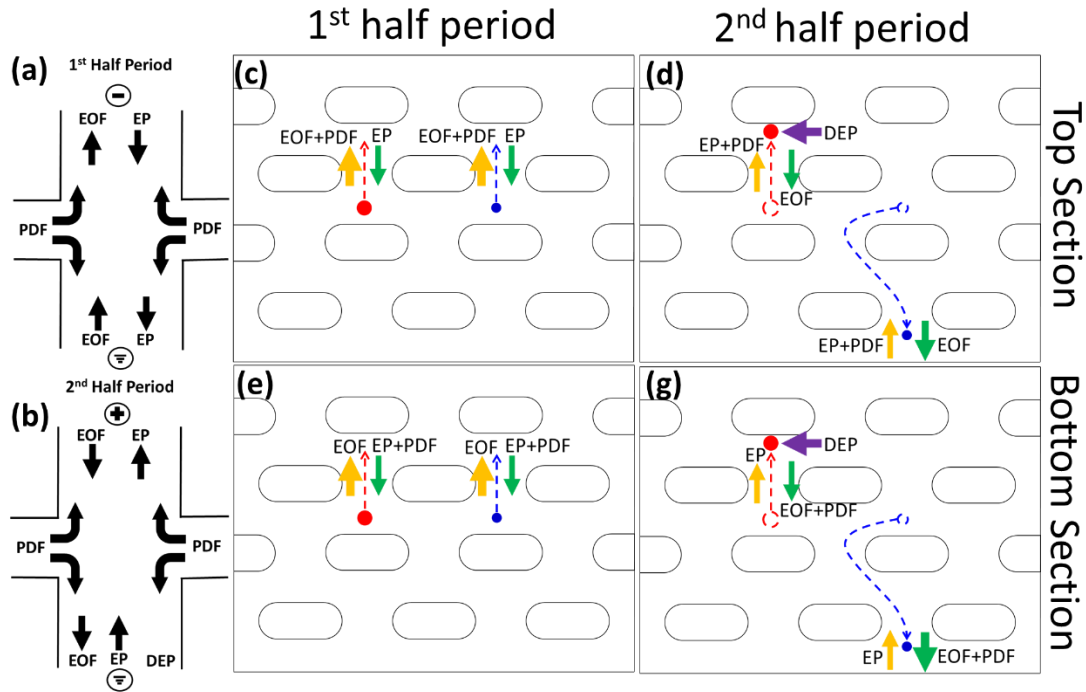 1st half period
2nd half period
(a)
1st Half Period
EOF
EP
PDF
PDF
EOF
EP
(b)
2nd Half Period
EOF
EP
PDF
PDF
EOF
EP
DEP
(c)
EOF+PDF
EP
EOF+PDF
EP
(d)
DEP
EP+PDF
EOF
EP+PDF
EOF
Top Section
(e)
EOF
EP+PDF
EOF
EP+PDF
(g)
DEP
EP
EOF+PDF
EP
EOF+PDF
Bottom Section